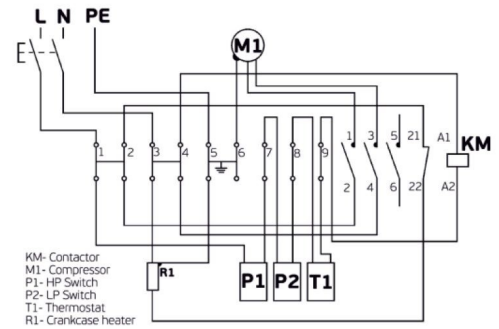 L N PE
M1
1 2 3 4 5 6 7 8 9 1 3 5 21 A1
KM
2 4 6 22 A2
R1
P1 P2 T1
KM- Contactor
M1- Compressor
P1- HP Switch
P2- LP Switch
T1- Thermostat
R1- Crankcase heater